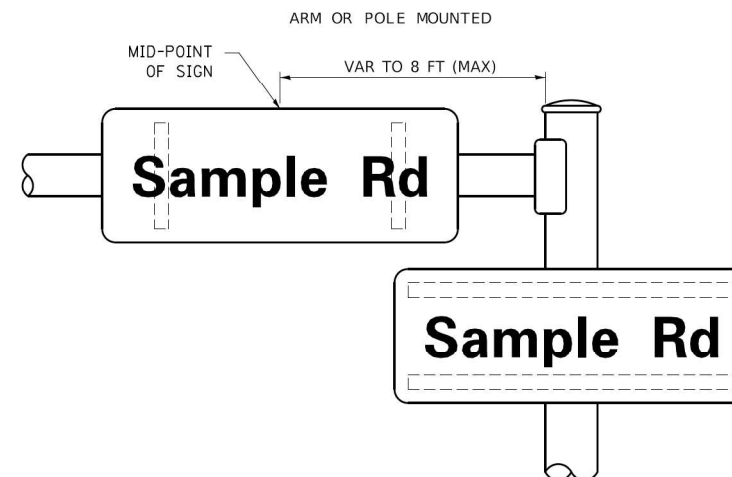 ARM OR POLE MOUNTED
MID-POINT
OF SIGN
VAR TO 8 FT (MAX)
Sample Rd
Sample Rd